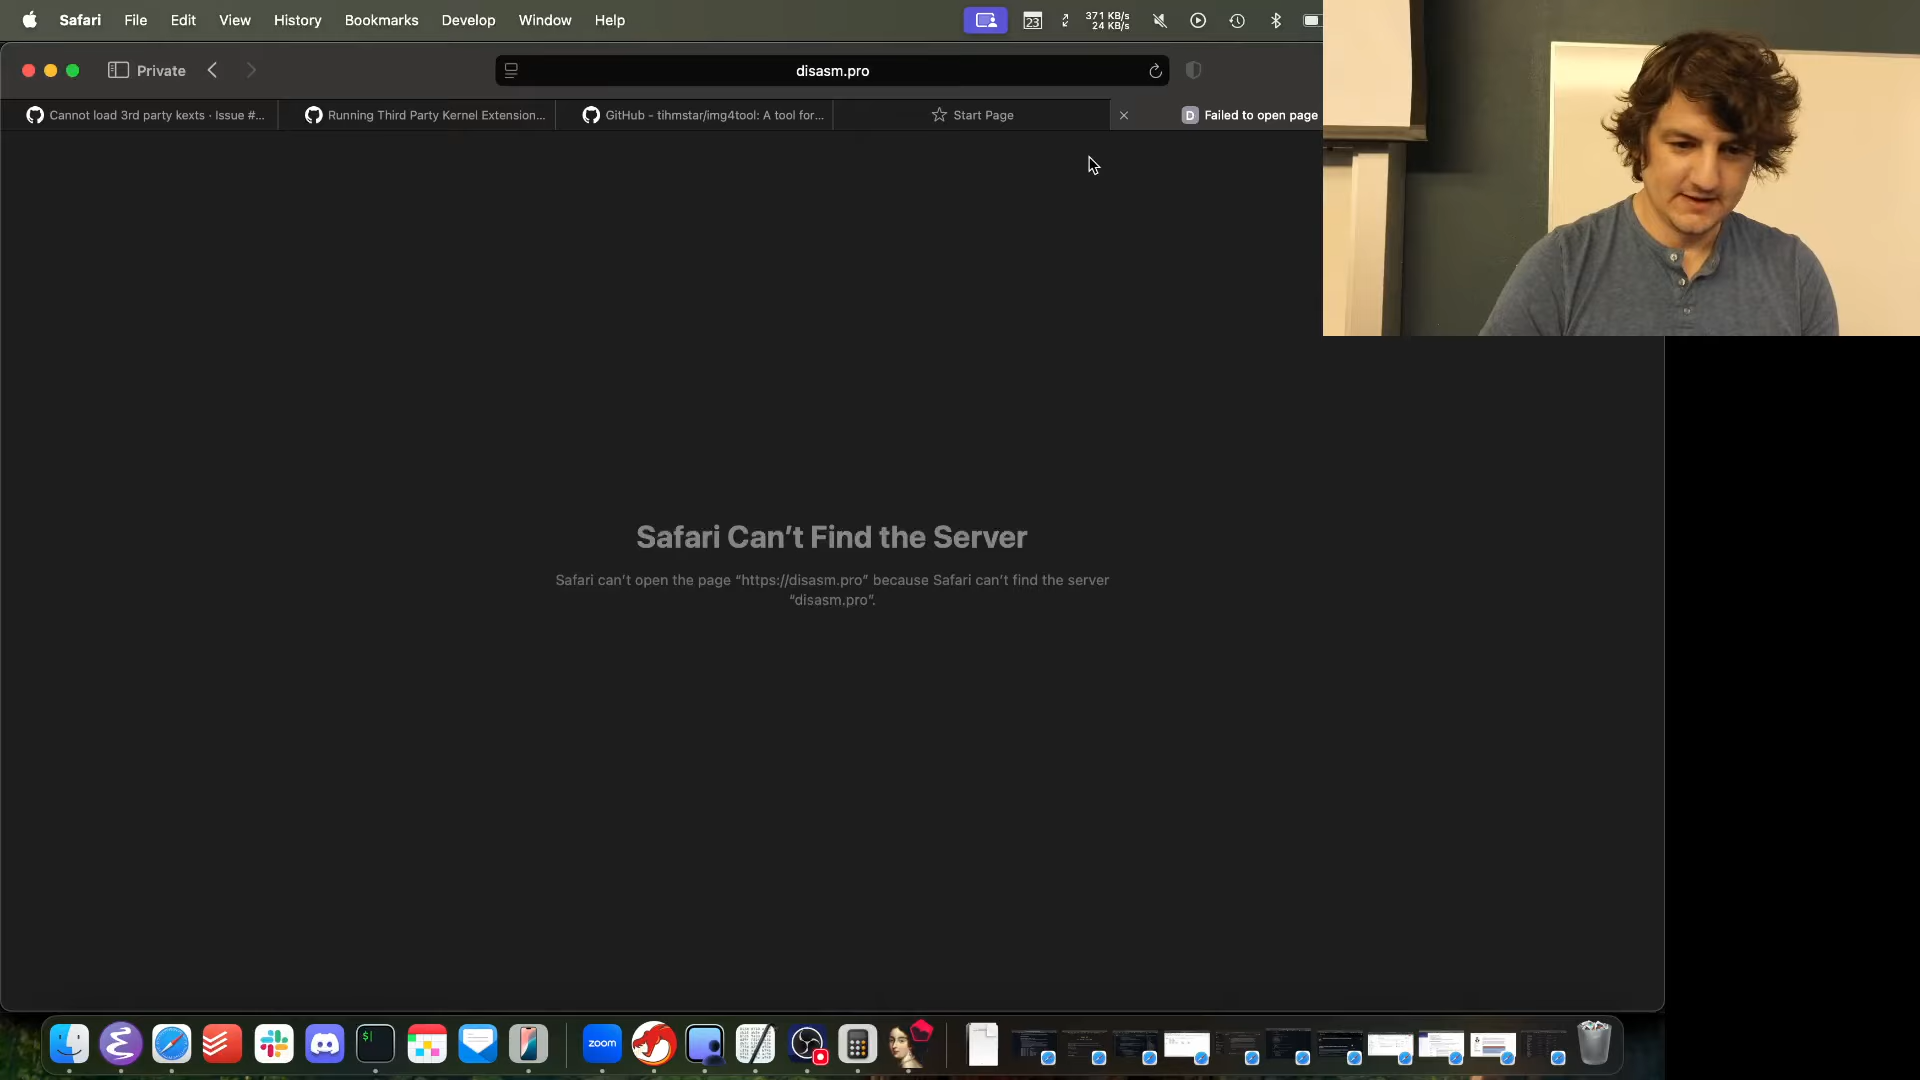 Safari File Edit View History Bookmarks Develop Window Help
23
371 KB/s
24 KB/s
Private
disasm.pro
Cannot load 3rd party kexts · Issue #...
Running Third Party Kernel Extension...
GitHub - tihmstar/img4tool: A tool for...
Start Page
D Failed to open page
Safari Can’t Find the Server
Safari can’t open the page “https://disasm.pro” because Safari can’t find the server
“disasm.pro”.
$
zoom